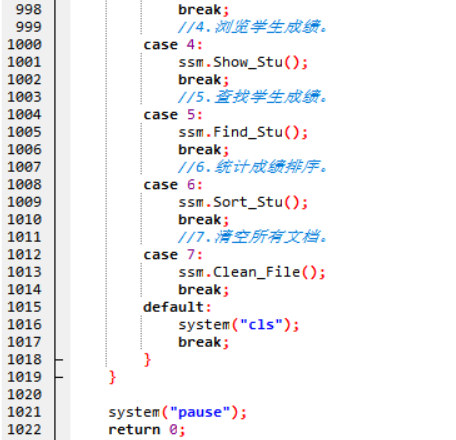 998 break;
999 //4.浏览学生成绩。
1000 case 4:
1001 ssm.Show_Stu();
1002 break;
1003 //5.查找学生成绩。
1004 case 5:
1005 ssm.Find_Stu();
1006 break;
1007 //6.统计成绩排序。
1008 case 6:
1009 ssm.Sort_Stu();
1010 break;
1011 //7.清空所有文档。
1012 case 7:
1013 ssm.Clean_File();
1014 break;
1015 default:
1016 system("cls");
1017 break;
1018 }
1019 }
1020
1021 system("pause");
1022 return 0;